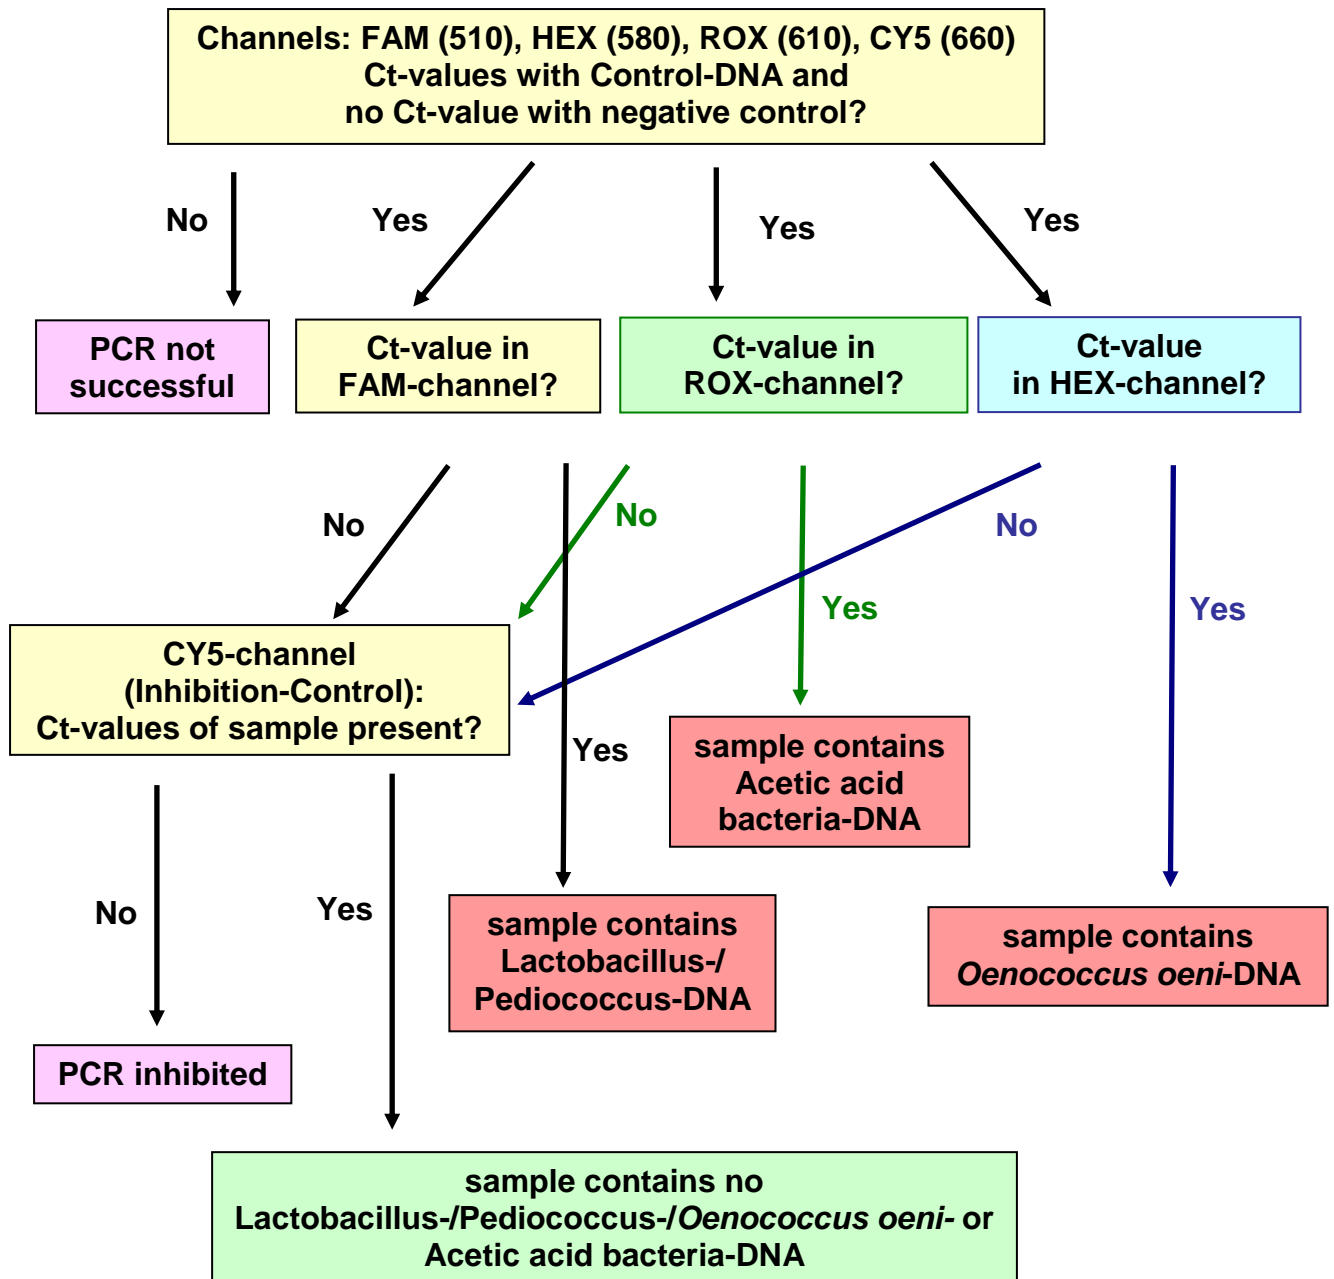 Channels: FAM (510), HEX (580), ROX (610), CY5 (660)
Ct-values with Control-DNA and
no Ct-value with negative control?
No
Yes
Yes
Yes
PCR not
successful
Ct-value in
FAM-channel?
Ct-value in
ROX-channel?
Ct-value
in HEX-channel?
No
No
No
Yes
Yes
CY5-channel
(Inhibition-Control):
Ct-values of sample present?
Yes
sample contains
Acetic acid
bacteria-DNA
No
Yes
sample contains
Lactobacillus-/
Pediococcus-DNA
sample contains
Oenococcus oeni-DNA
PCR inhibited
sample contains no
Lactobacillus-/Pediococcus-/Oenococcus oeni- or
Acetic acid bacteria-DNA